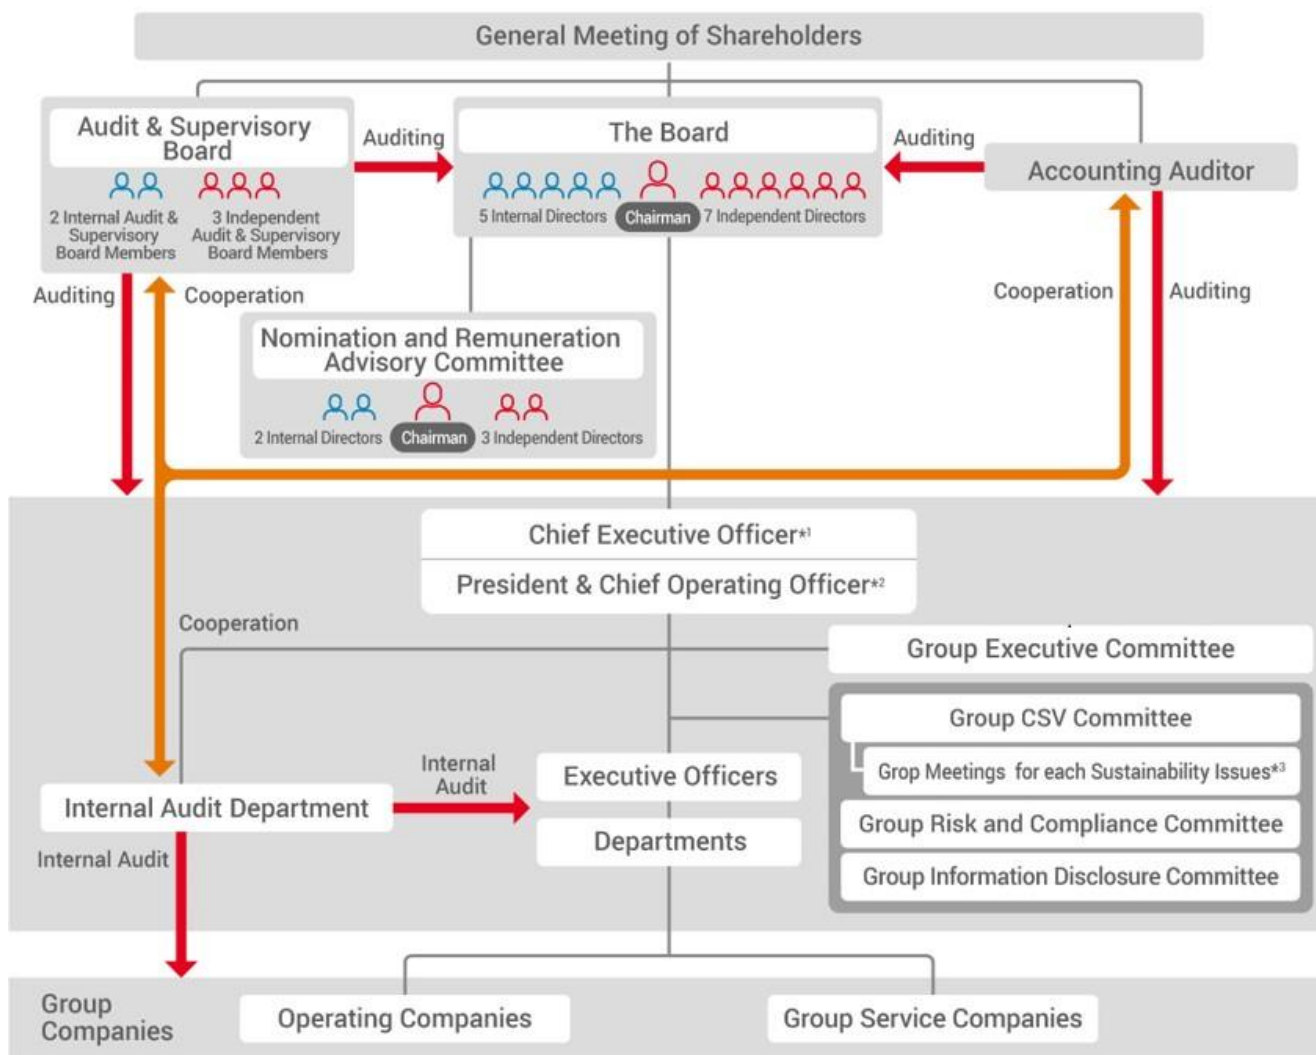 General Meeting of Shareholders
Audit & Supervisory
Board
2 Internal Audit &
Supervisory
Board Members
3 Independent
Audit & Supervisory
Board Members
Auditing
The Board
5 Internal Directors
Chairman
7 Independent Directors
Auditing
Accounting Auditor
Auditing
Cooperation
Cooperation
Auditing
Nomination and Remuneration
Advisory Committee
2 Internal Directors
Chairman
3 Independent Directors
Chief Executive Officer*1
President & Chief Operating Officer*2
Cooperation
Group Executive Committee
Group CSV Committee
Grop Meetings for each Sustainability Issues*3
Group Risk and Compliance Committee
Group Information Disclosure Committee
Internal Audit Department
Internal
Audit
Executive Officers
Departments
Internal Audit
Group
Companies
Operating Companies
Group Service Companies